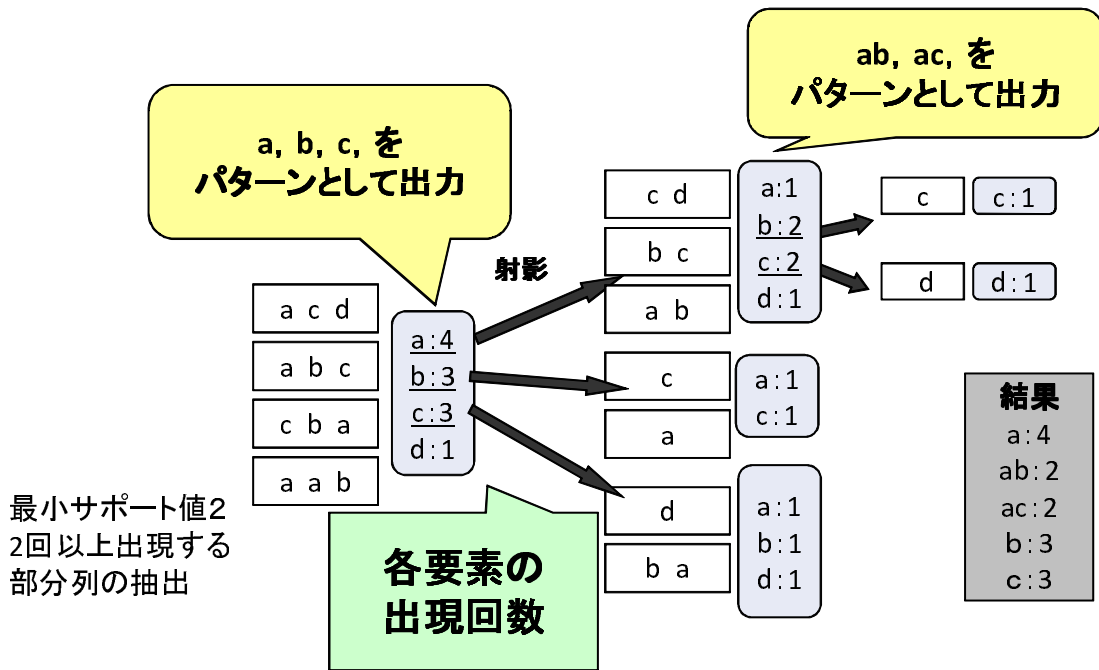 ab, ac, を
パターンとして出力
a, b, c, を
パターンとして出力
射影
a c d
a b c
c b a
a a b
a:4
b:3
c:3
d:1
c d
b c
a b
a:1
b:2
c:2
d:1
c
c:1
d
d:1
c
a
a:1
c:1
d
b a
a:1
b:1
d:1
最小サポート値2
2回以上出現する
部分列の抽出
各要素の
出現回数
結果
a:4
ab:2
ac:2
b:3
c:3